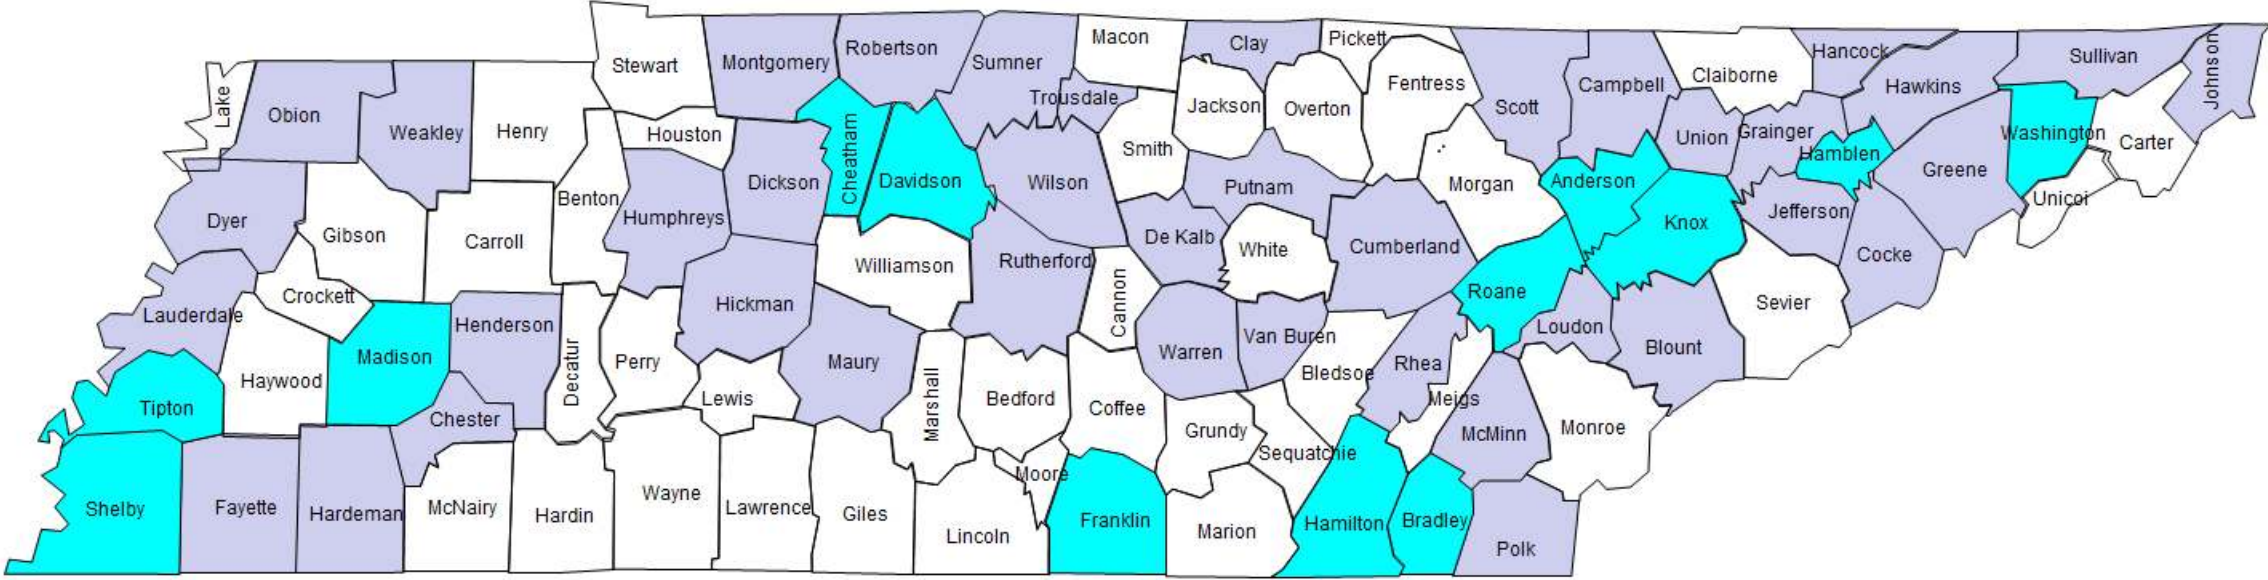 Lake
Obion
Weakley
Henry
Stewart
Montgomery
Robertson
Sumner
Macon
Trousdale
Clay
Pickett
Jackson
Overton
Fentress
Scott
Campbell
Claiborne
Hancock
Hawkins
Sullivan
Johnson
Houston
Benton
Cheatham
Davidson
Dickson
Humphreys
Wilson
Smith
Putnam
Morgan
Anderson
Union
Grainger
Hamblen
Greene
Washington
Carter
Unicoi
Dyer
Gibson
Carroll
Crockett
Lauderdale
Haywood
Madison
Henderson
Decatur
Perry
Hickman
Williamson
Rutherford
Cannon
De Kalb
White
Cumberland
Roane
Knox
Jefferson
Cocke
Sevier
Blount
Loudon
Tipton
Chester
Lewis
Maury
Marshall
Bedford
Coffee
Warren
Van Buren
Bledsoe
Rhea
Meigs
McMinn
Monroe
Shelby
Fayette
Hardeman
McNairy
Hardin
Wayne
Lawrence
Giles
Lincoln
Moore
Franklin
Grundy
Sequatchie
Marion
Hamilton
Bradley
Polk